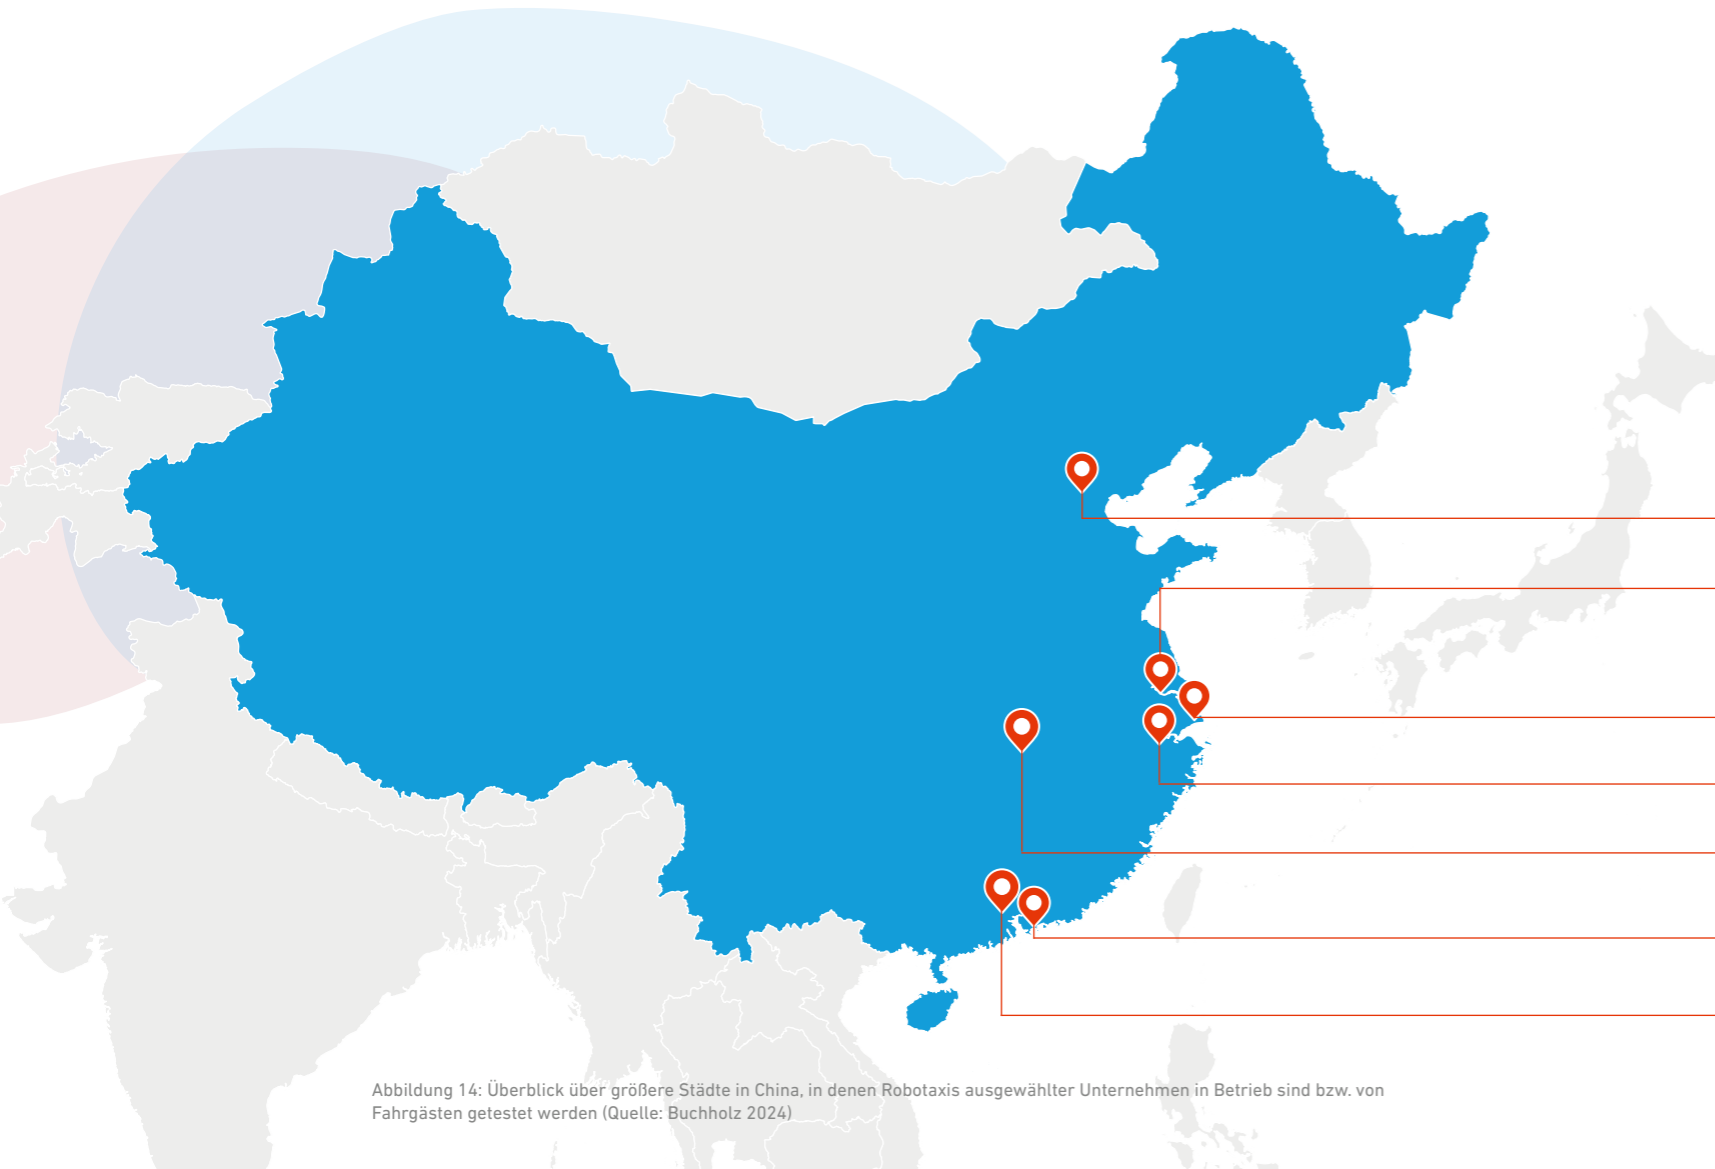 Abbildung 14: Überblick über größere Städte in China, in denen Robotaxis ausgewählter Unternehmen in Betrieb sind bzw. von
Fahrgästen getestet werden (Quelle: Buchholz 2024)